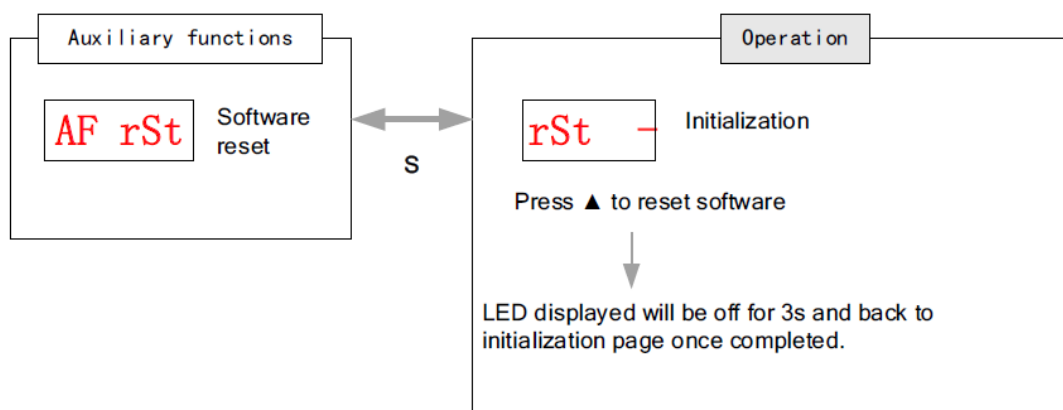 Auxiliary functions
AF rSt
Software
reset
S
Operation
rSt -
Initialization
Press ▲ to reset software
LED displayed will be off for 3s and back to
initialization page once completed.